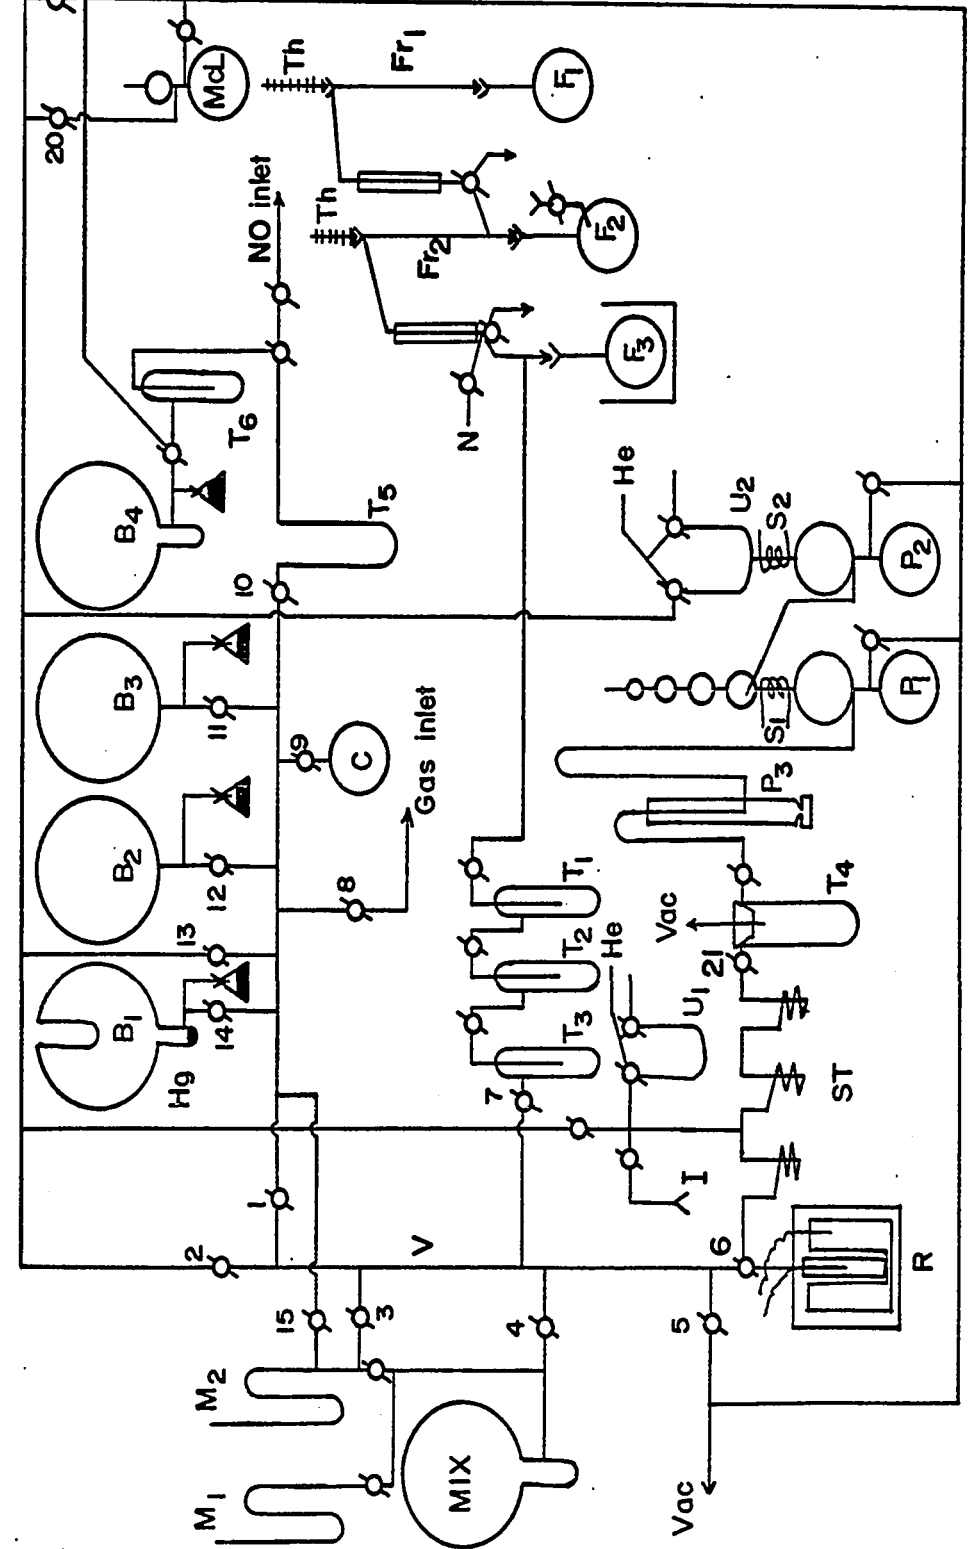 20
McL
Th
Fr1
F1
NO inlet
Th
Fr2
F2
T6
N
F3
B4
T5
10
He
U2
S2
P2
B3
11
9
C
Gas inlet
S1
P1
B2
12
8
P3
13
T1
T2
T3
He
Vac
T4
21
B1
14
Hg
7
U1
ST
1
I
2
V
6
R
15
3
4
5
M2
M1
MIX
Vac